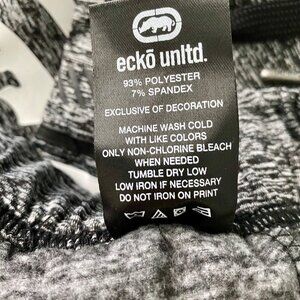 eckō unltd.
93% POLYESTER
7% SPANDEX
EXCLUSIVE OF DECORATION
MACHINE WASH COLD
WITH LIKE COLORS
ONLY NON-CHLORINE BLEACH
WHEN NEEDED
TUMBLE DRY LOW
LOW IRON IF NECESSARY
DO NOT IRON ON PRINT